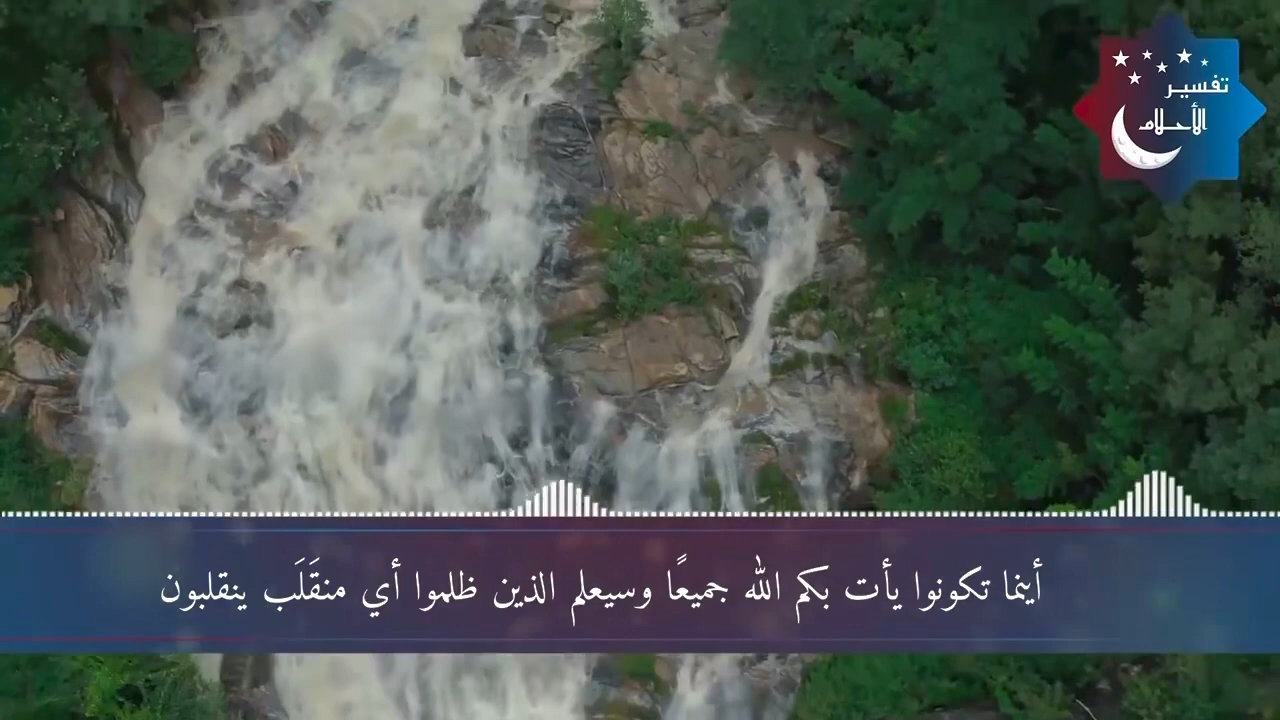 تفسير
الأحلام
أينما تكونوا يأت بكم الله جميعًا وسيعلم الذين ظلموا أي منقَلَب ينقلبون